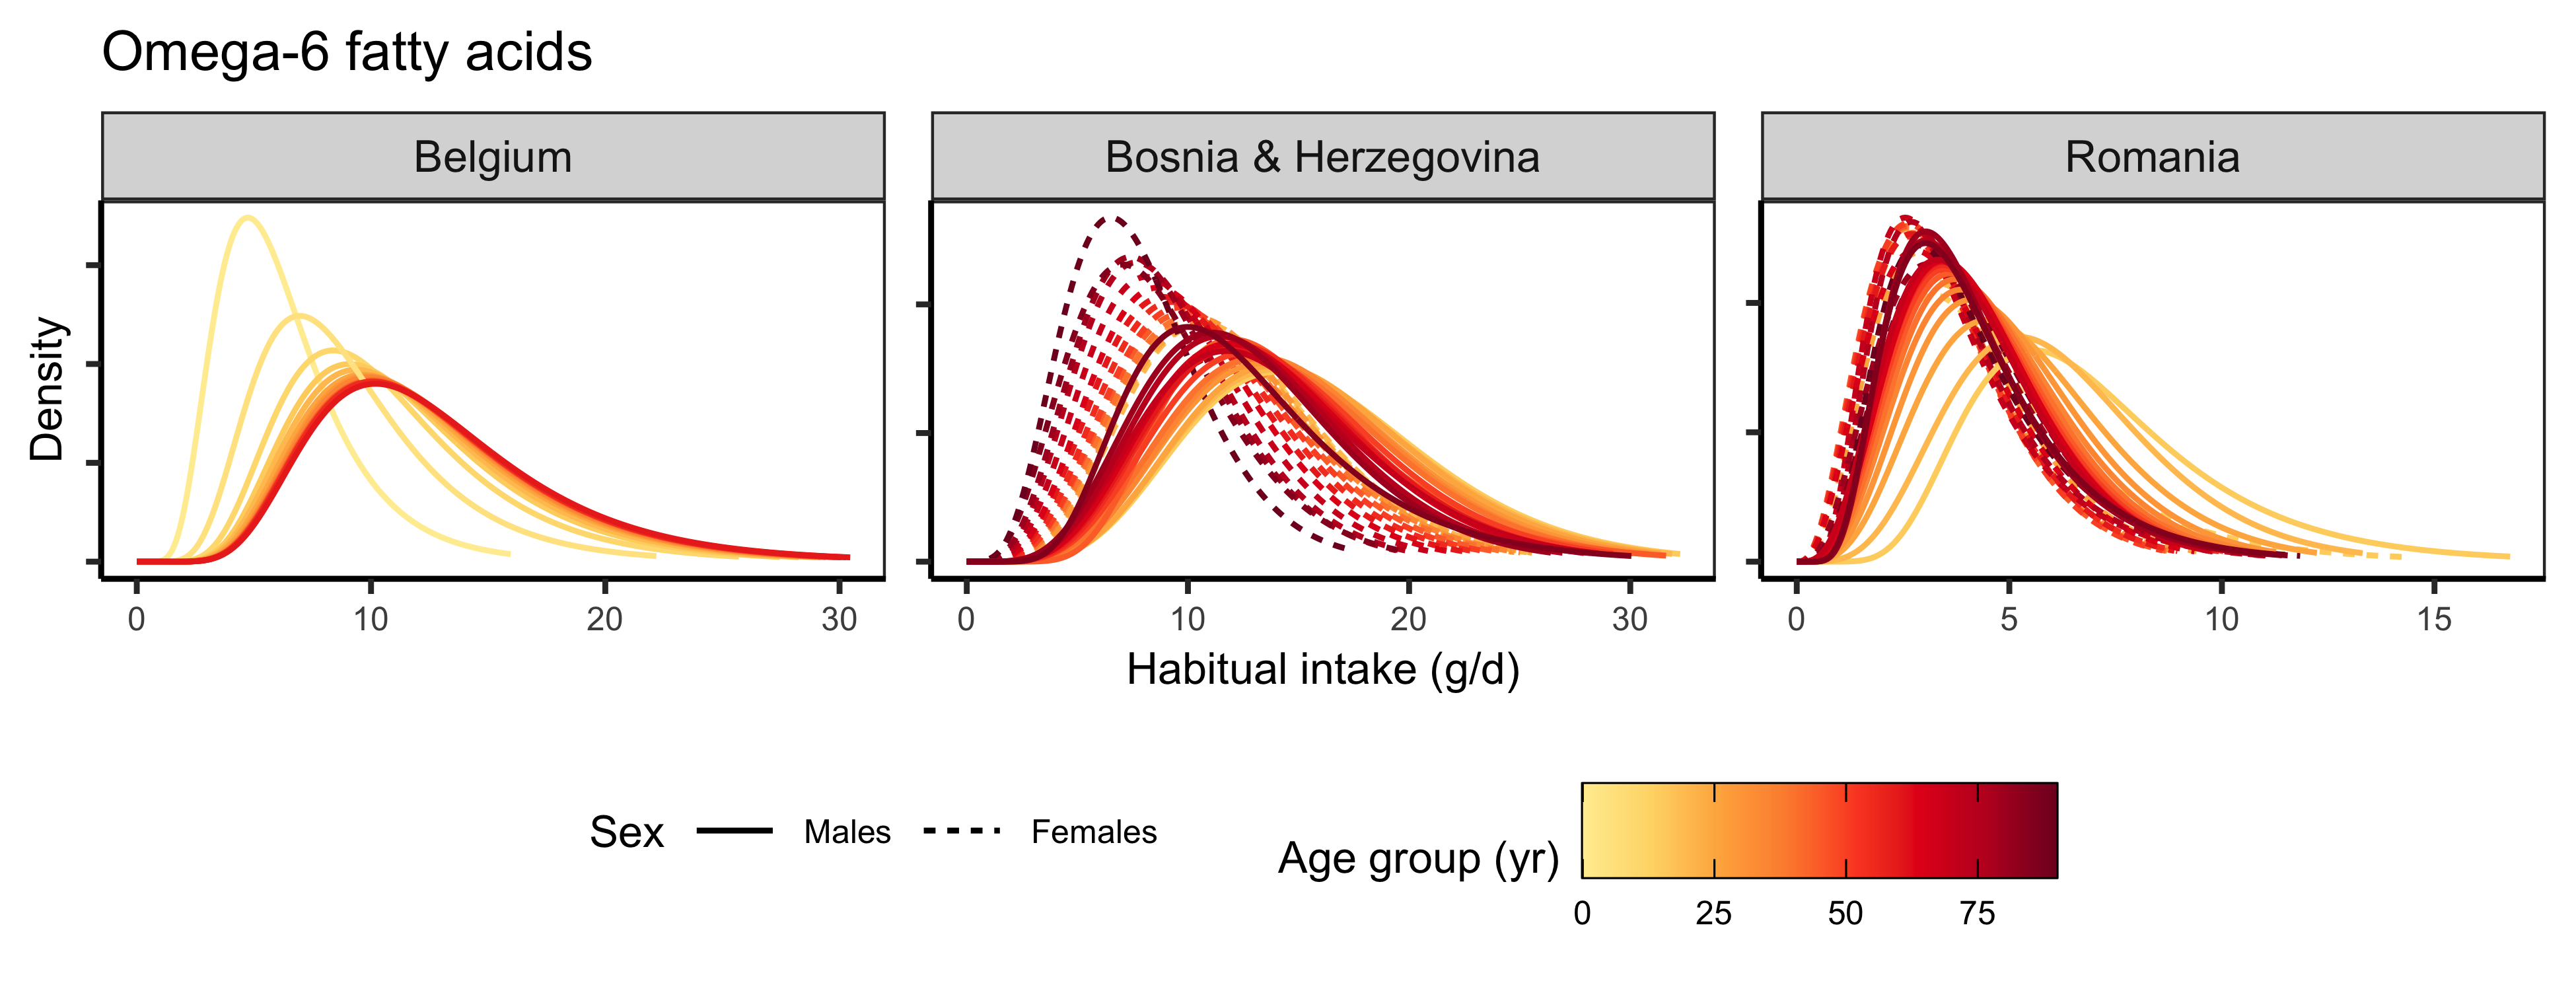 Omega-6 fatty acids
Belgium
Bosnia & Herzegovina
Romania
Density
0 10 20 30
0 10 20 30
0 5 10 15
Habitual intake (g/d)
Sex Males Females
Age group (yr)
0 25 50 75